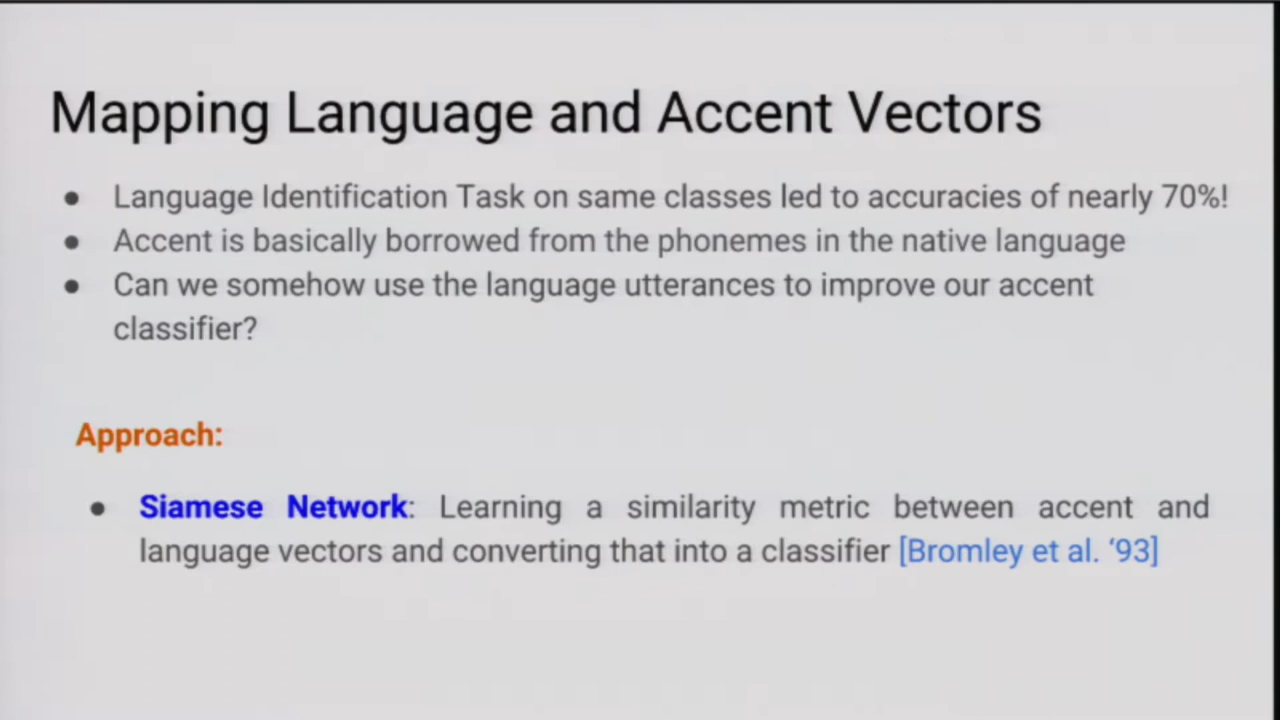 Mapping Language and Accent Vectors
● Language Identification Task on same classes led to accuracies of nearly 70%!
● Accent is basically borrowed from the phonemes in the native language
● Can we somehow use the language utterances to improve our accent
classifier?
Approach:
● Siamese Network: Learning a similarity metric between accent and
language vectors and converting that into a classifier [Bromley et al. ‘93]